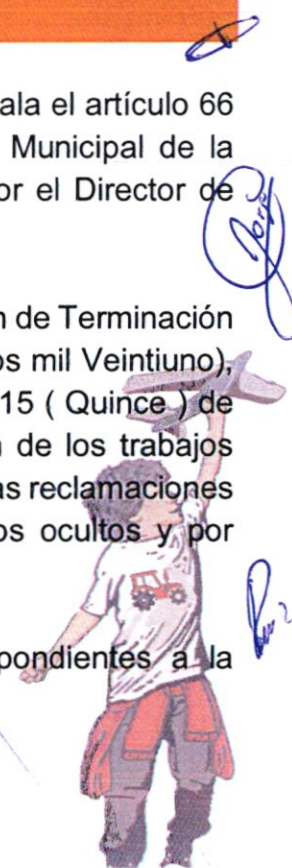 ala el artículo 66
Municipal de la
or el Director de
n de Terminación
os mil Veintiuno),
15 ( Quince ) de
n de los trabajos
as reclamaciones
os ocultos y por
pondientes a la